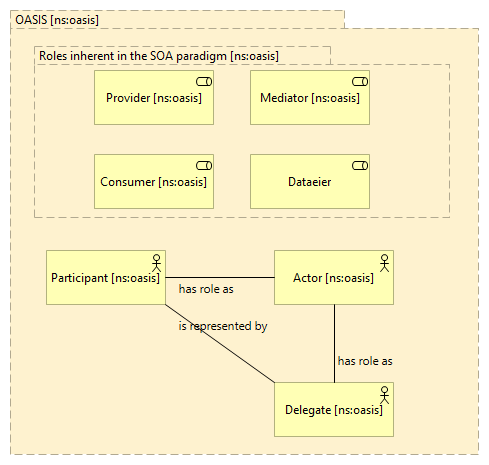 OASIS [ns:oasis]
Roles inherent in the SOA paradigm [ns:oasis]
Provider [ns:oasis]
Mediator [ns:oasis]
Consumer [ns:oasis]
Dataeier
Participant [ns:oasis]
Actor [ns:oasis]
has role as
is represented by
has role as
Delegate [ns:oasis]